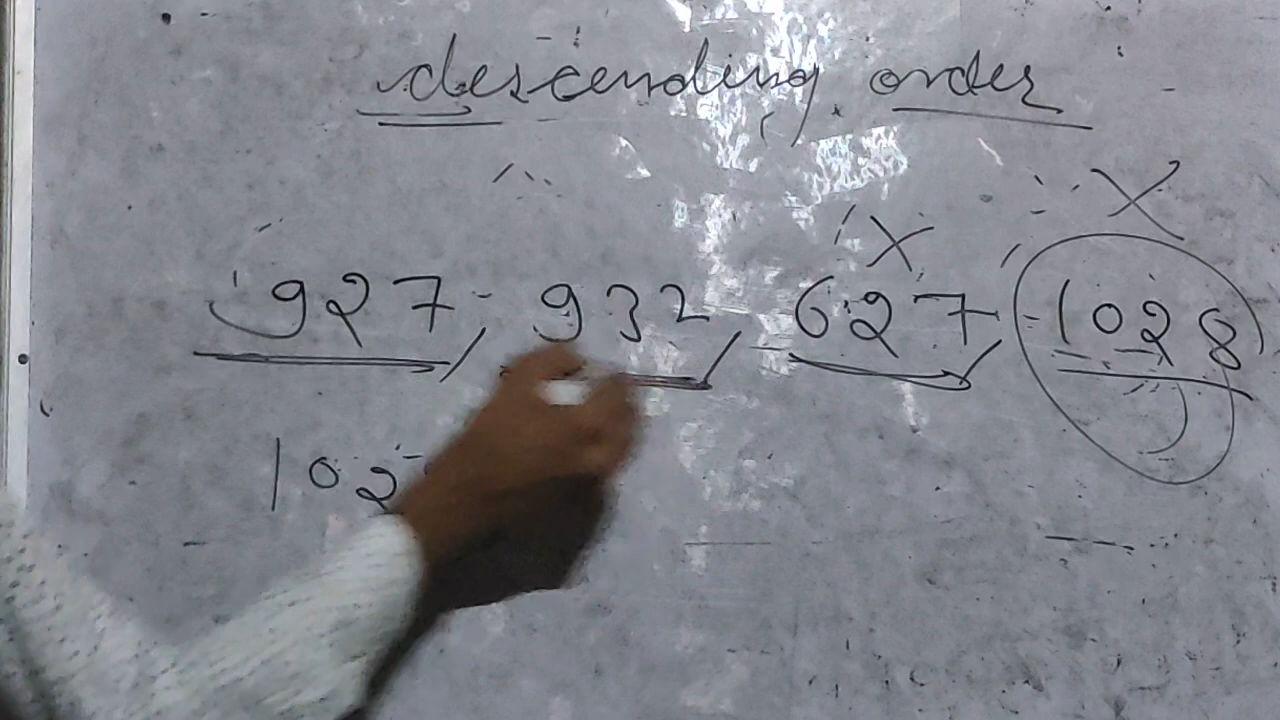 descending order
927, 932, 627, 1028
102